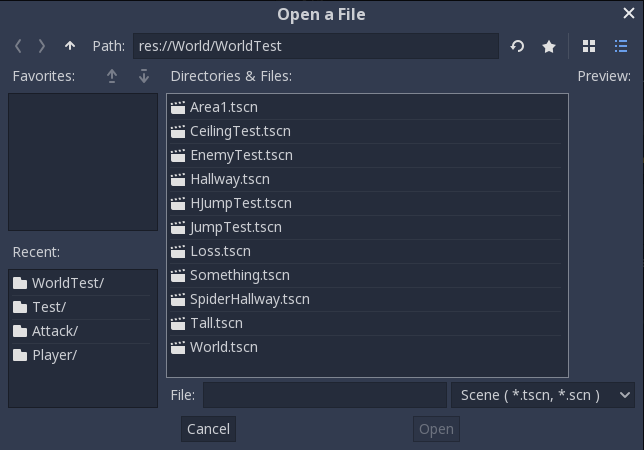 Open a File
Path: res://World/WorldTest
Favorites:
Directories & Files:
Preview:
Area1.tscn
CeilingTest.tscn
EnemyTest.tscn
Hallway.tscn
HJumpTest.tscn
JumpTest.tscn
Loss.tscn
Something.tscn
SpiderHallway.tscn
Tall.tscn
World.tscn
Recent:
WorldTest/
Test/
Attack/
Player/
File:
Scene ( *.tscn, *.scn )
Cancel
Open